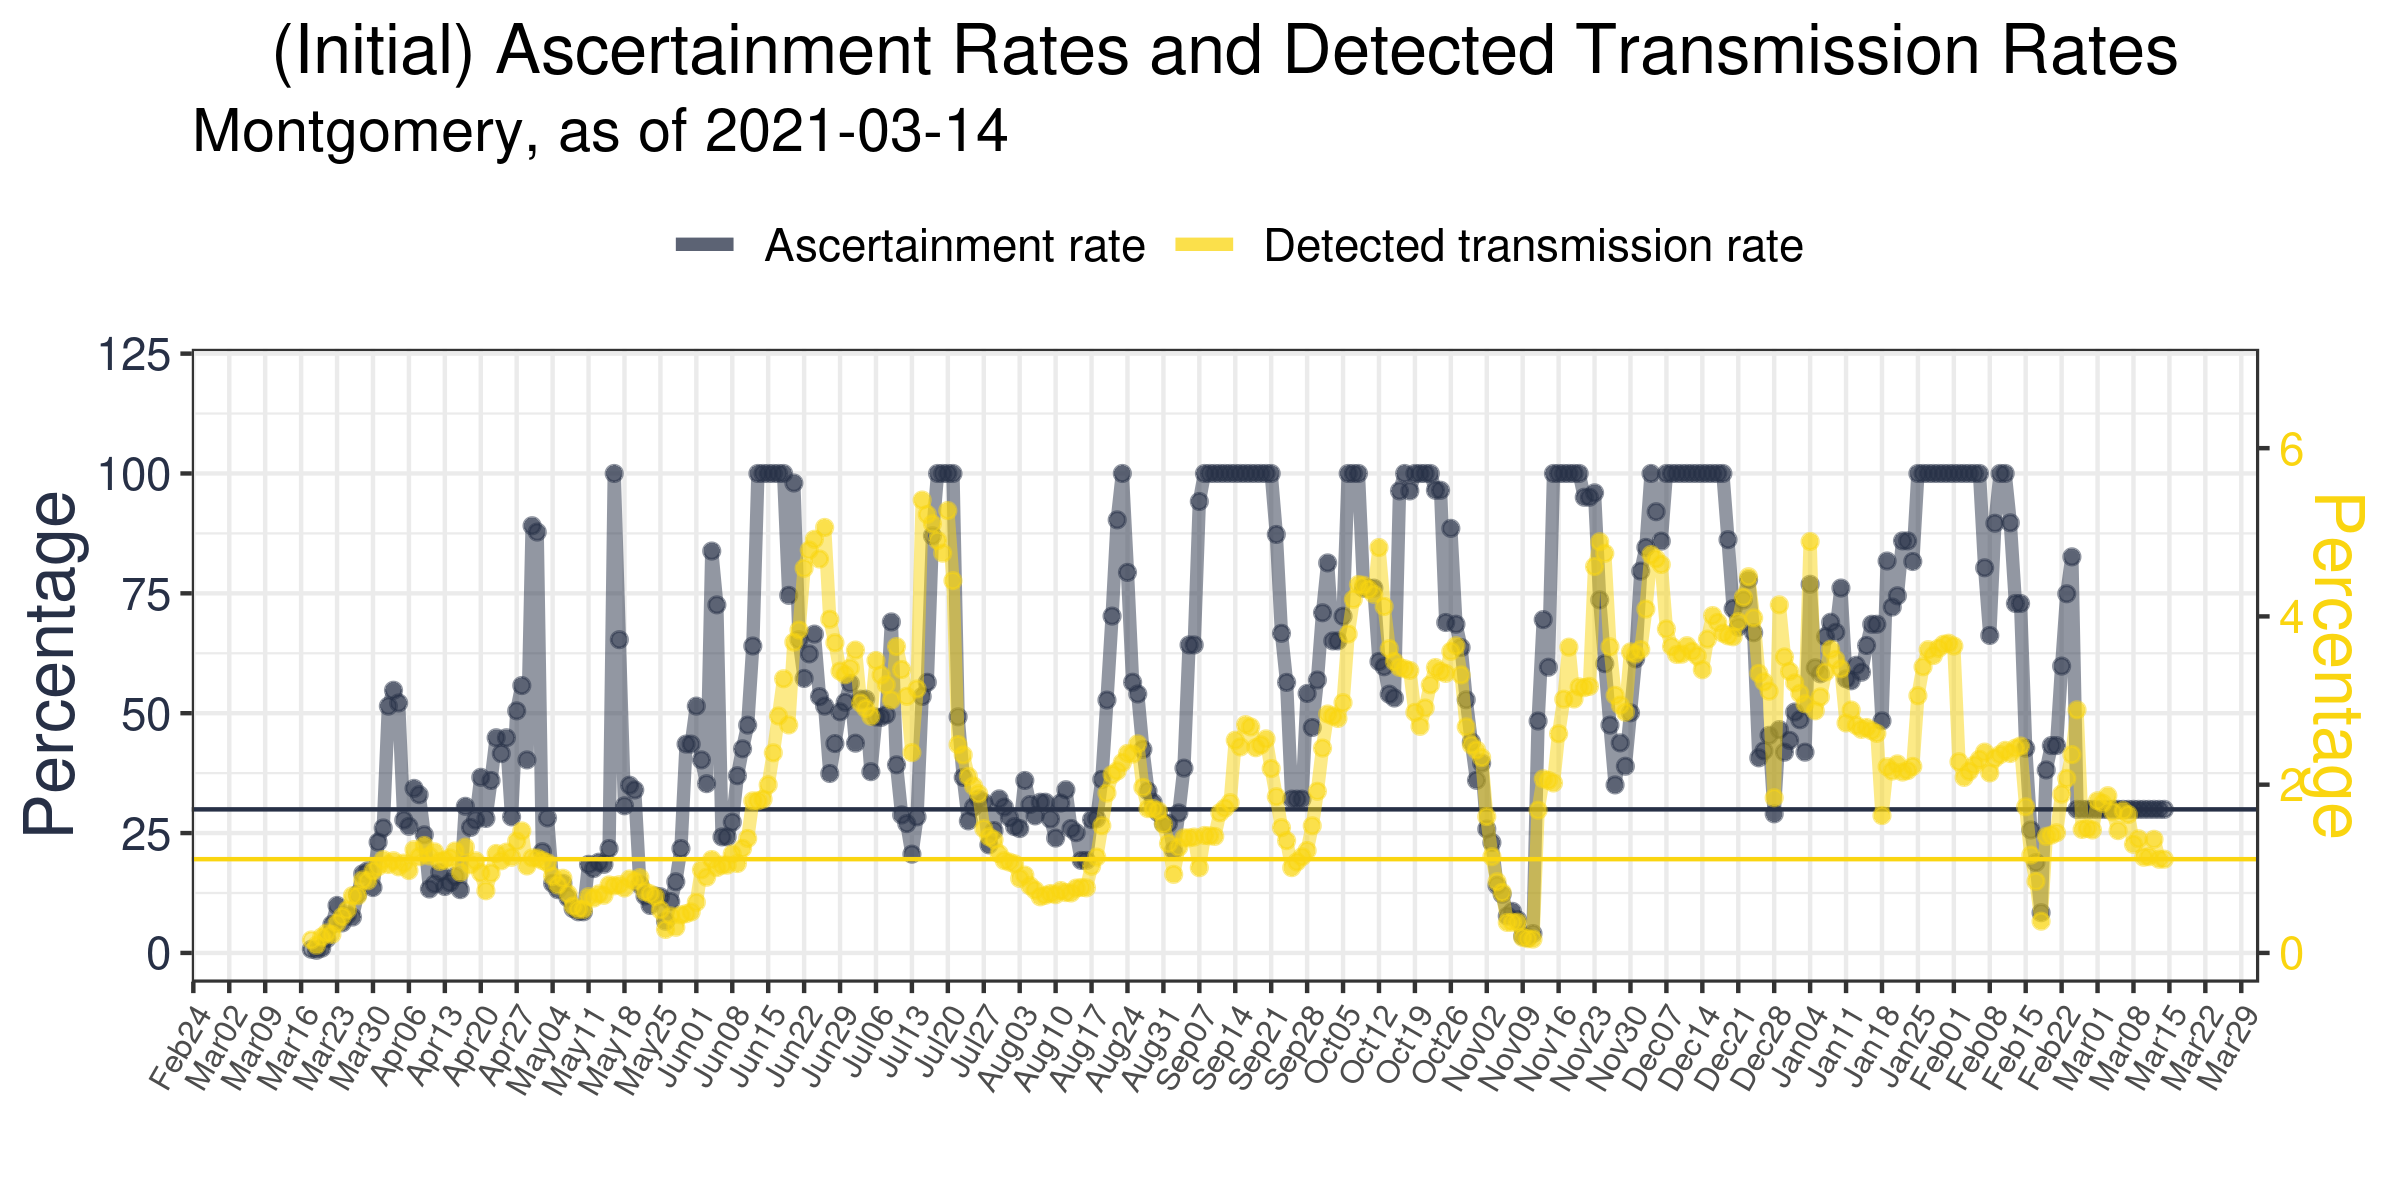 (Initial) Ascertainment Rates and Detected Transmission Rates
Montgomery, as of 2021-03-14
Ascertainment rate
Detected transmission rate
Percentage
125
100
75
50
25
0
6
4
2
0
Percentage
Feb24
Mar02
Mar09
Mar16
Mar23
Mar30
Apr06
Apr13
Apr20
Apr27
May04
May11
May18
May25
Jun01
Jun08
Jun15
Jun22
Jun29
Jul06
Jul13
Jul20
Jul27
Aug03
Aug10
Aug17
Aug24
Aug31
Sep07
Sep14
Sep21
Sep28
Oct05
Oct12
Oct19
Oct26
Nov02
Nov09
Nov16
Nov23
Nov30
Dec07
Dec14
Dec21
Dec28
Jan04
Jan11
Jan18
Jan25
Feb01
Feb08
Feb15
Feb22
Mar01
Mar08
Mar15
Mar22
Mar29